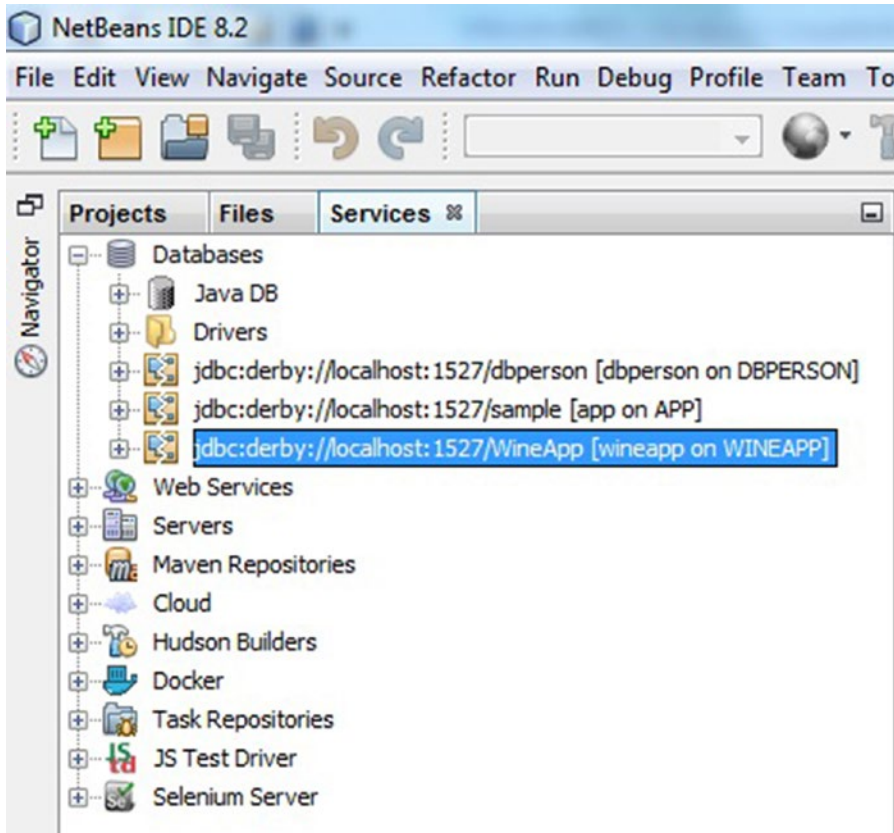 NetBeans IDE 8.2
File Edit View Navigate Source Refactor Run Debug Profile Team To
Projects Files Services
Navigator
Databases
Java DB
Drivers
jdbc:derby://localhost:1527/dbperson [dbperson on DBPERSON]
jdbc:derby://localhost:1527/sample [app on APP]
jdbc:derby://localhost:1527/WineApp [wineapp on WINEAPP]
Web Services
Servers
Maven Repositories
Cloud
Hudson Builders
Docker
Task Repositories
JS Test Driver
Selenium Server